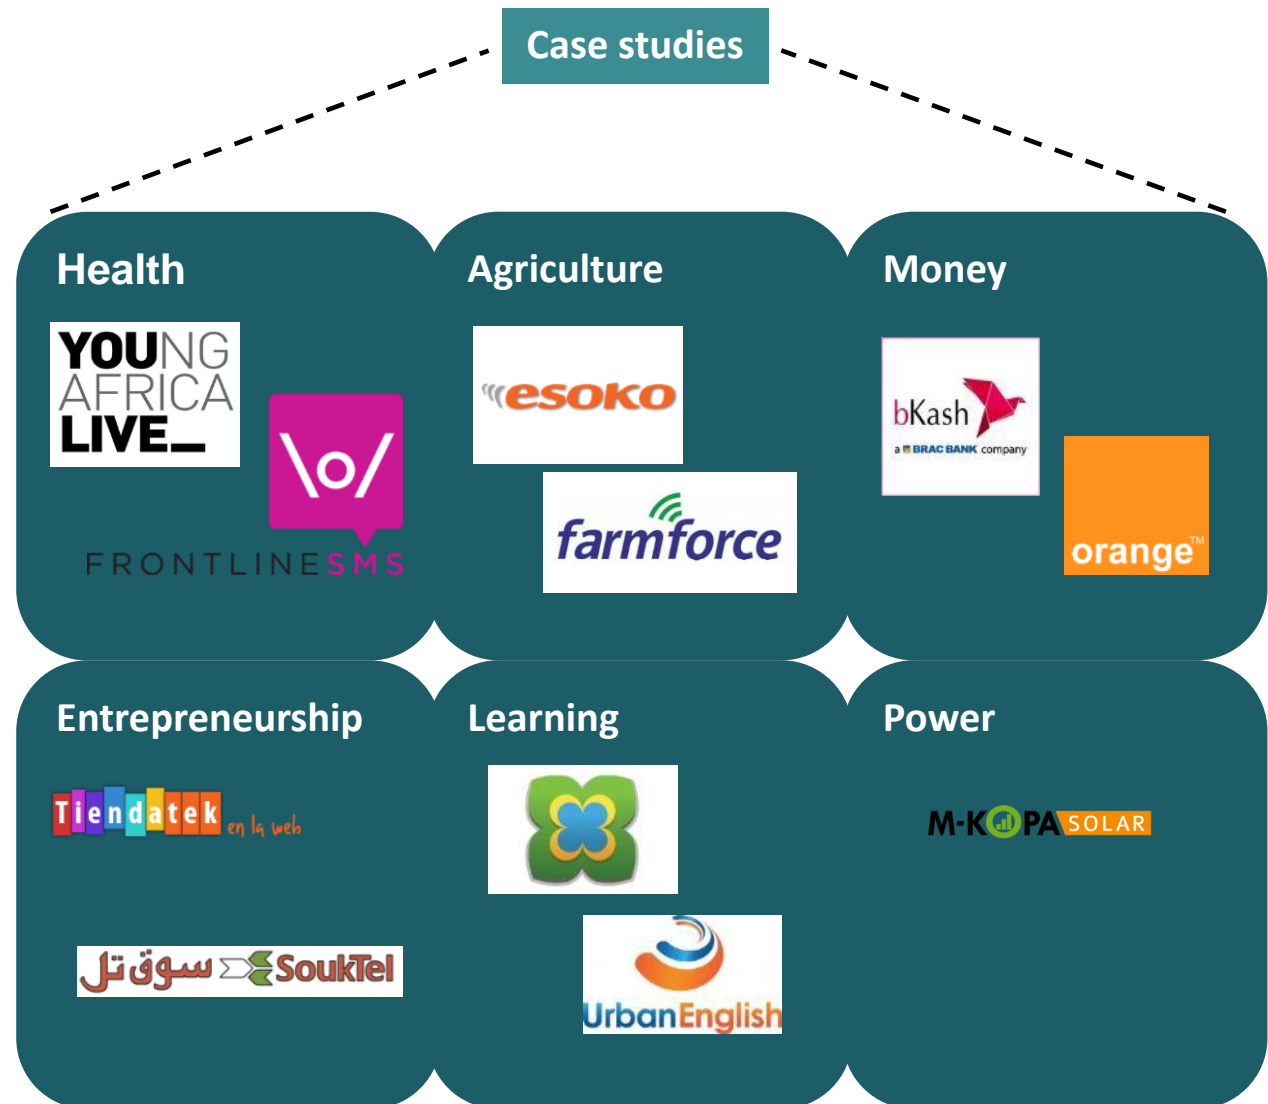 Case studies
Health
YOUNG
AFRICA
LIVE_
\o/
FRONTLINESMS
Agriculture
esoko
farmforce
Money
bKash
a BRAC BANK company
orange™
Entrepreneurship
Tiendatek en la web
سوق تل SoukTel
Learning
UrbanEnglish
Power
M-KOPA SOLAR